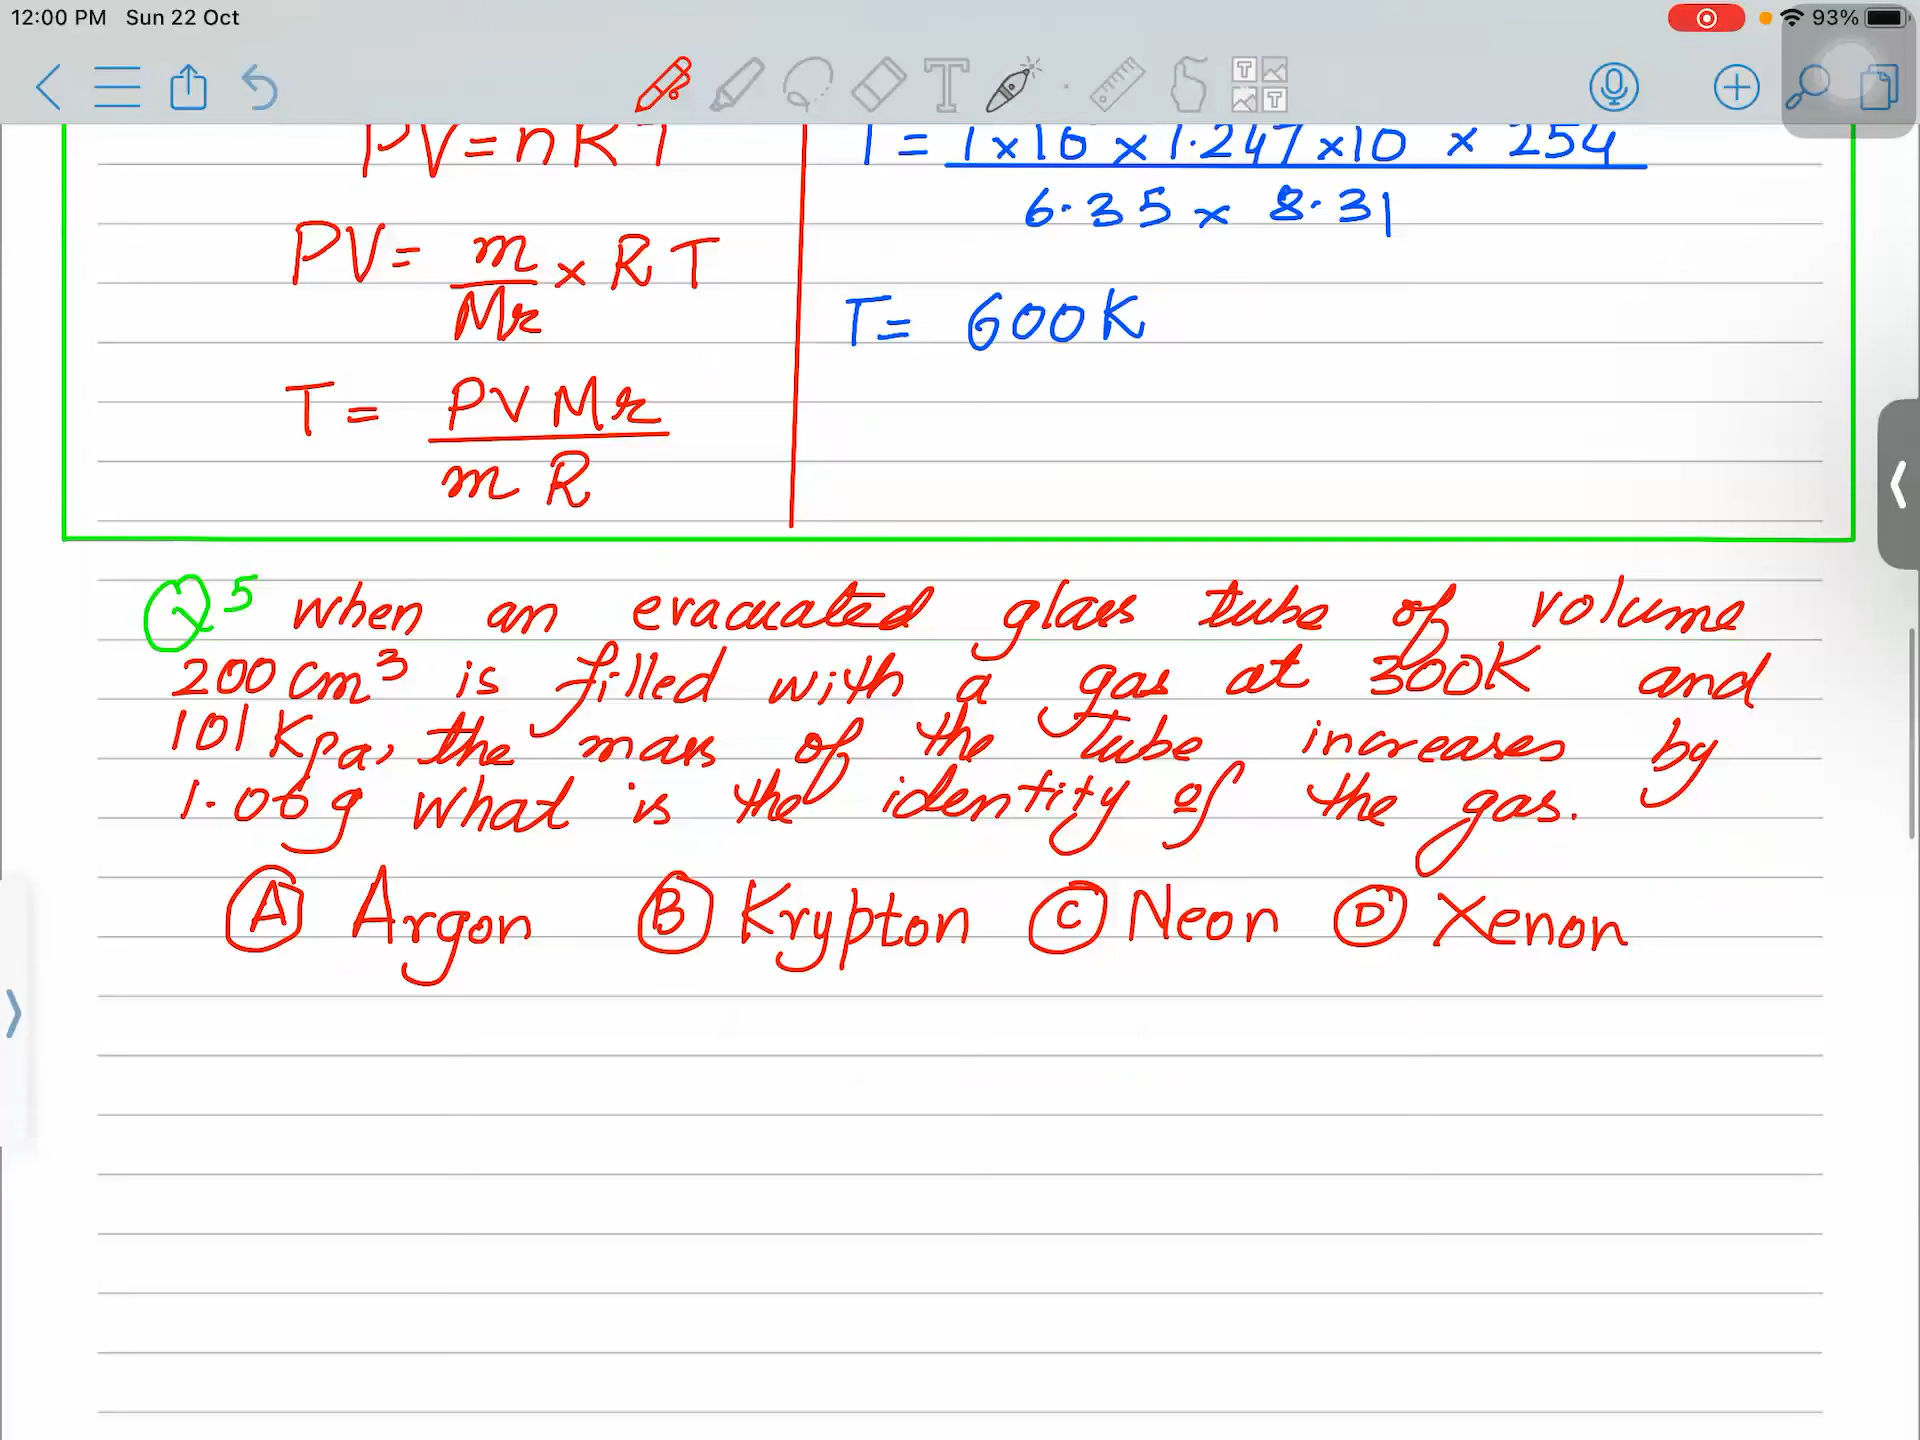 12:00 PM Sun 22 Oct
93%
PV=nRT
T = 1×10 × 1.247×10 × 254
6.35 × 8.31
PV= m × RT
Mr
T= 600K
T= PVMr
mR
Q5 when an evacuated glass tube of volume
200cm³ is filled with a gas at 300K and
101 Kpa, the mass of the tube increases by
1.06g what is the identity of the gas.
A Argon B Krypton C Neon D Xenon